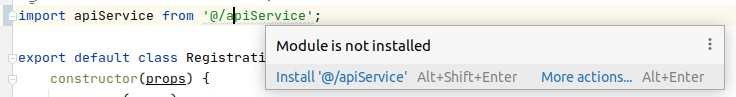 import apiService from '@/apiService';
Module is not installed
export default class Registrati
Install '@/apiService' Alt+Shift+Enter More actions... Alt+Enter
constructor(props) {